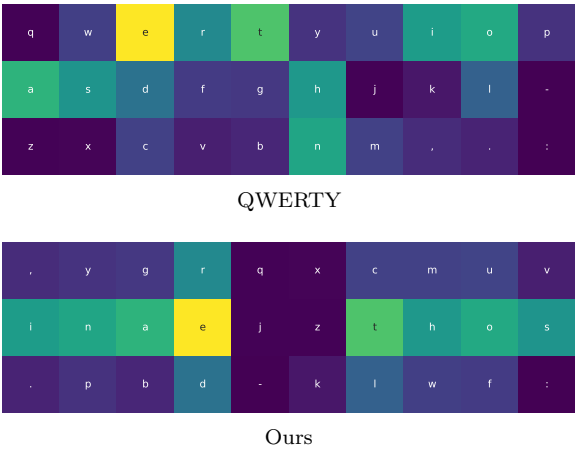 q w e r t y u i o p
a s d f g h j k l -
z x c v b n m , . :
QWERTY
, y g r q x c m u v
i n a e j z t h o s
. p b d - k l w f :
Ours